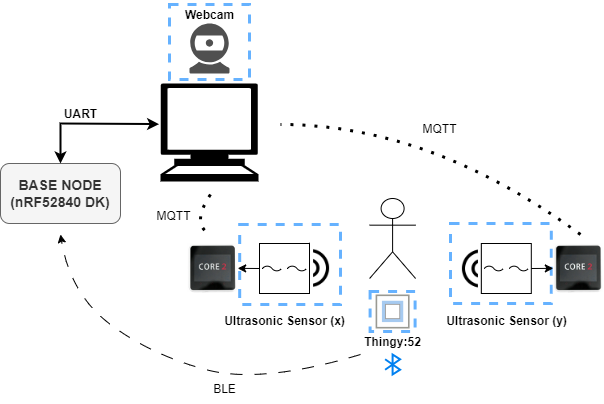 Webcam
UART
MQTT
BASE NODE
(nRF52840 DK)
MQTT
CORE2
CORE2
Ultrasonic Sensor (x)
Ultrasonic Sensor (y)
Thingy:52
BLE